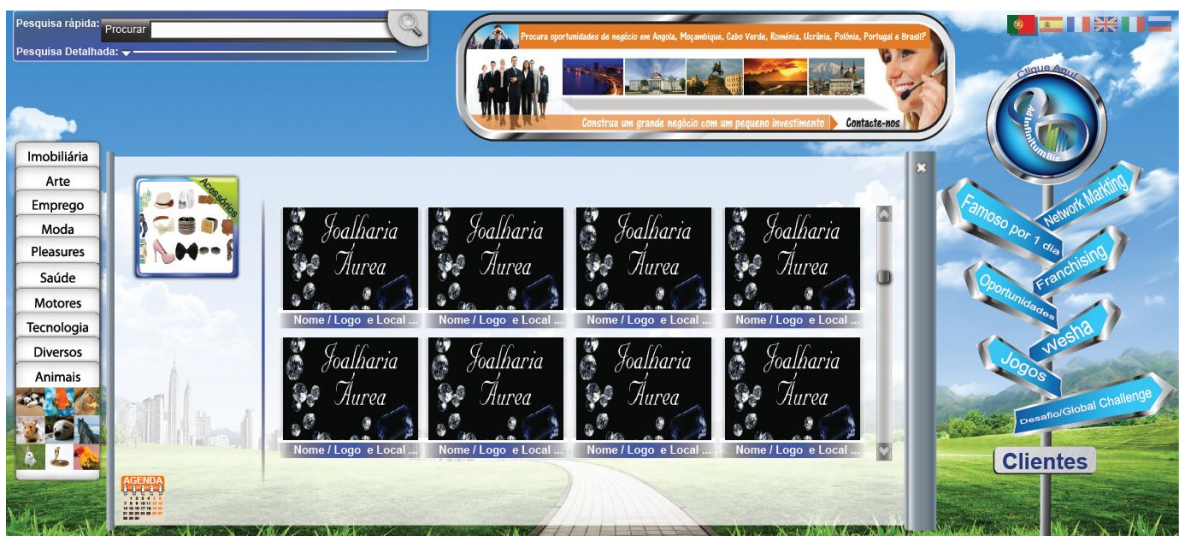 Pesquisa rápida:
Procurar
Pesquisa Detalhada:
Procura oportunidades de negócio em Angola, Moçambique, Cabo Verde, Roménia, Ucrânia, Polónia, Portugal e Brasil?
Construa um grande negócio com um pequeno investimento
Contacte-nos
Clique Aqui
AdInfinitumBiz
Imobiliária
Arte
Emprego
Moda
Pleasures
Saúde
Motores
Tecnologia
Diversos
Animais
Acessórios
Joalharia
Áurea
Joalharia
Áurea
Joalharia
Áurea
Joalharia
Áurea
Nome / Logo e Local ...
Nome / Logo e Local ...
Nome / Logo e Local ...
Nome / Logo e Local ...
Joalharia
Áurea
Joalharia
Áurea
Joalharia
Áurea
Joalharia
Áurea
Nome / Logo e Local ...
Nome / Logo e Local ...
Nome / Logo e Local ...
Nome / Logo e Local ...
AGENDA
Network Markting
Famoso por 1 dia
Franchising
Oportunidades
Wesha
Jogos
Desafio/Global Challenge
Clientes